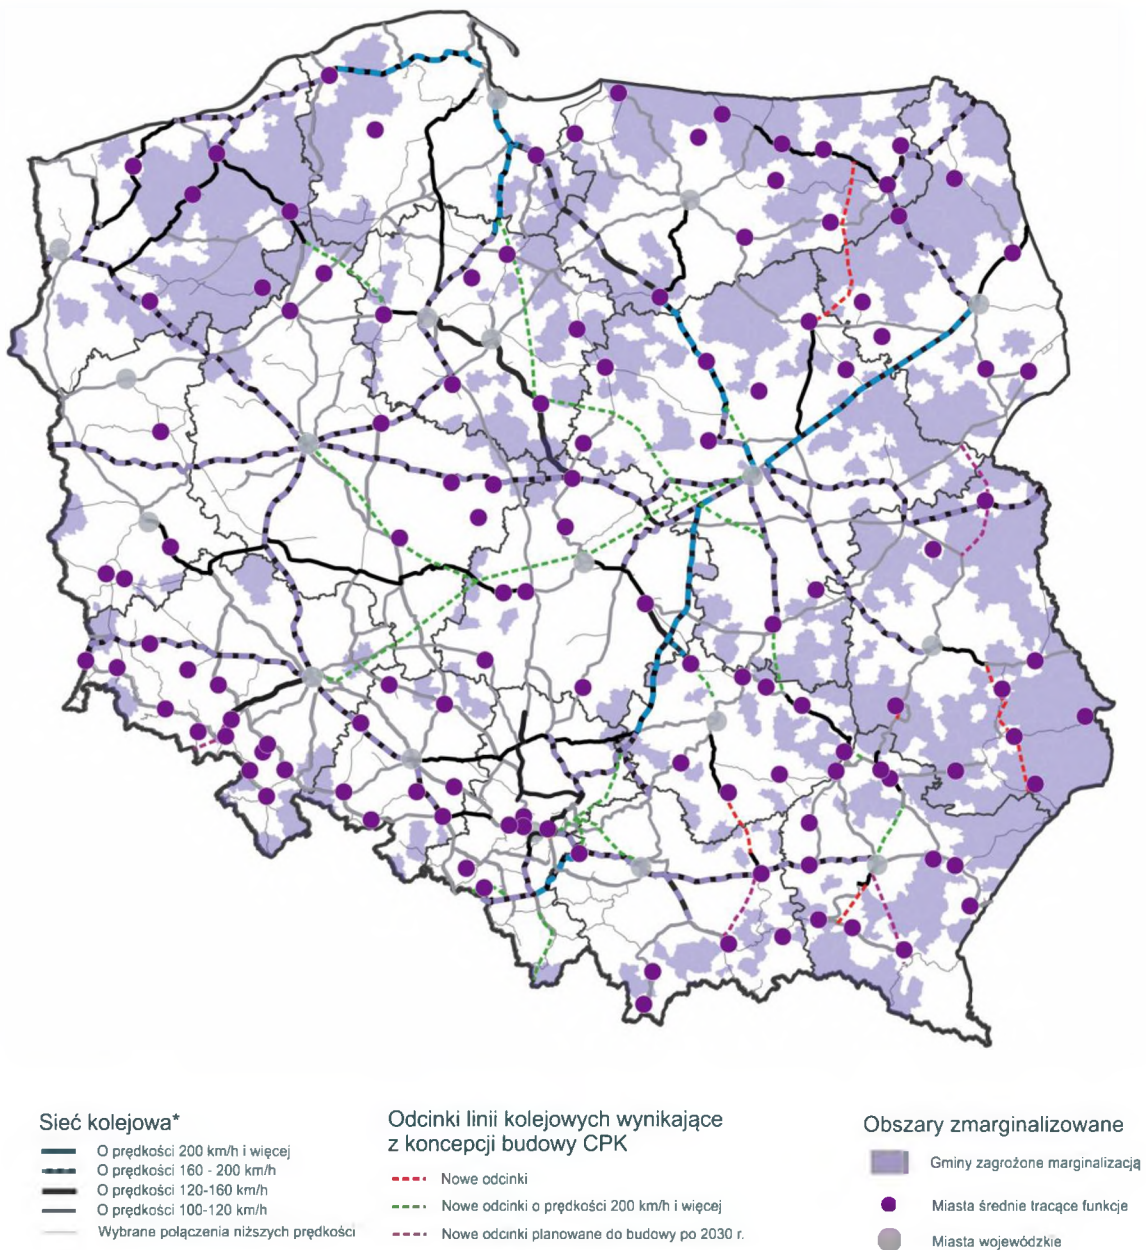 Sieć kolejowa*
O prędkości 200 km/h i więcej
O prędkości 160 - 200 km/h
O prędkości 120-160 km/h
O prędkości 100-120 km/h
Wybrane połączenia niższych prędkości
Odcinki linii kolejowych wynikające
z koncepcji budowy CPK
Nowe odcinki
Nowe odcinki o prędkości 200 km/h i więcej
Nowe odcinki planowane do budowy po 2030 r.
Obszary zmarginalizowane
Gminy zagrożone marginalizacją
Miasta średnie tracące funkcje
Miasta wojewódzkie